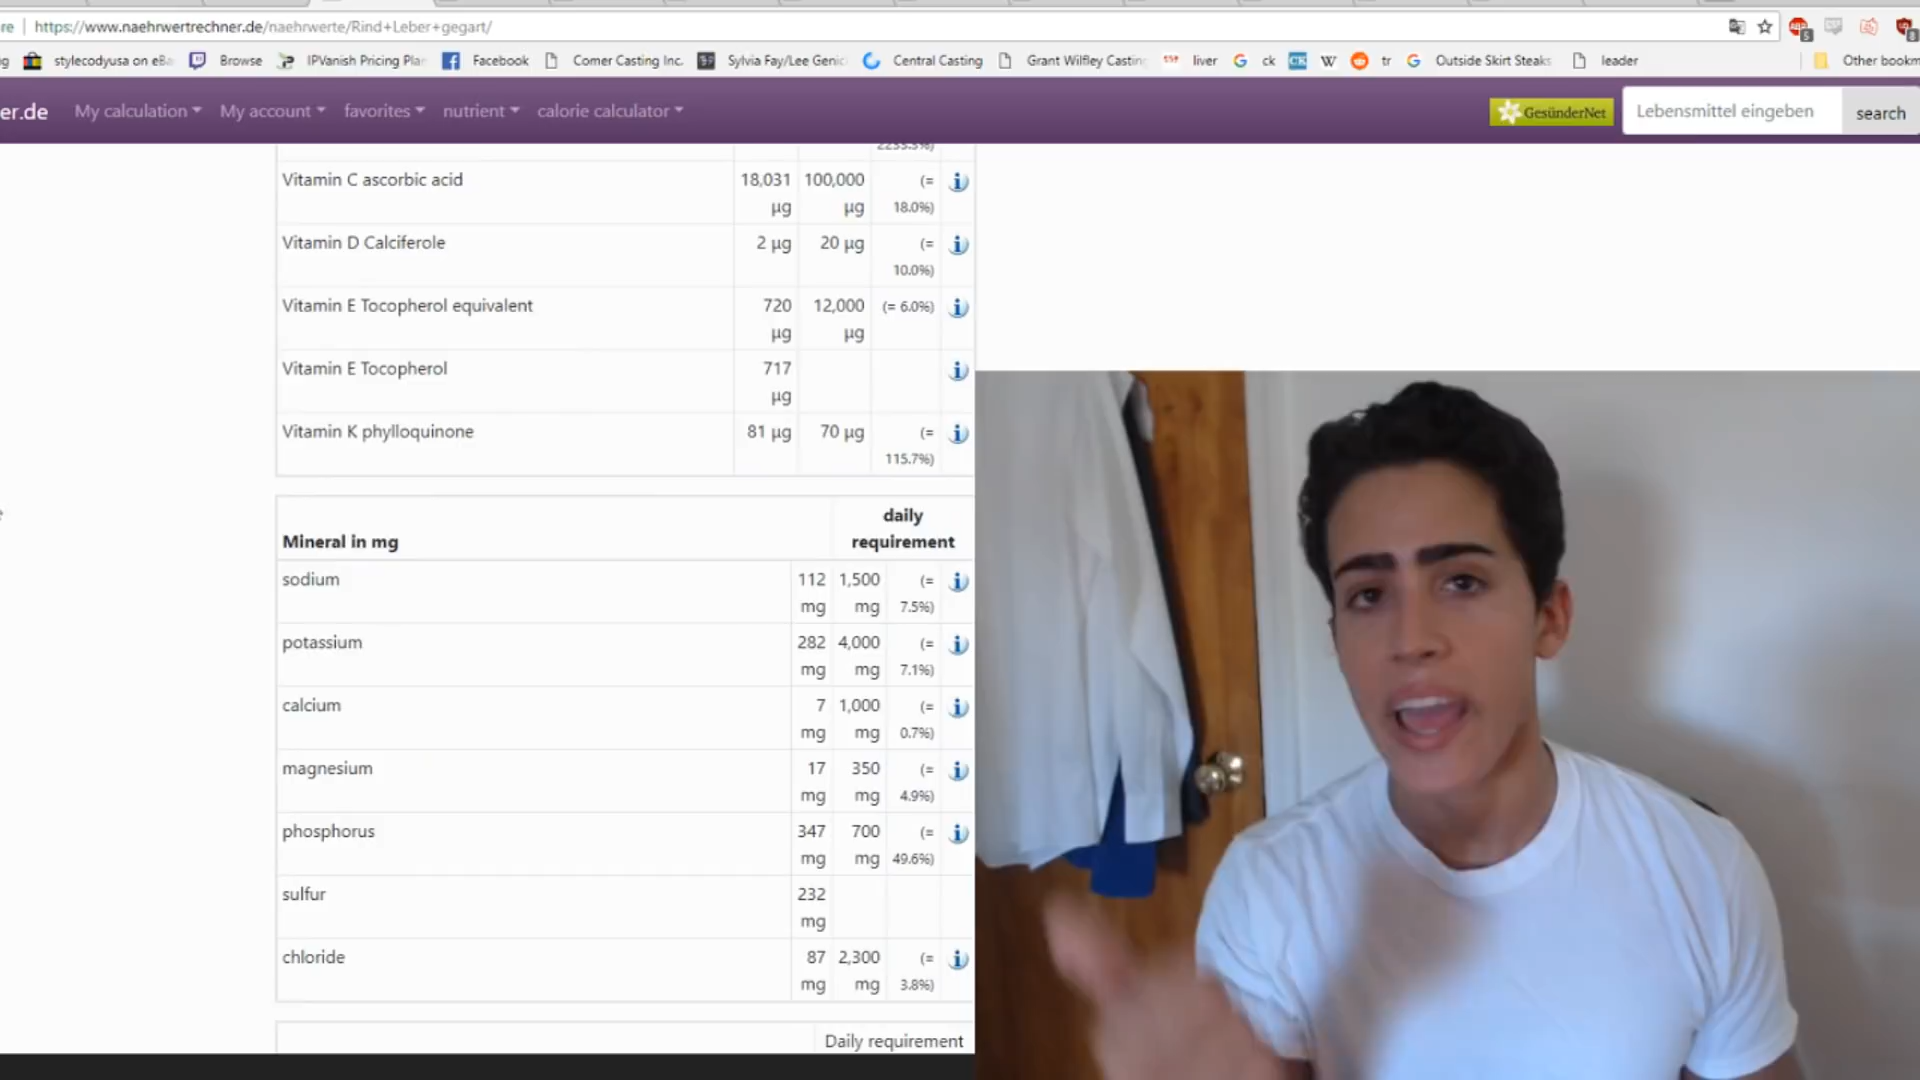 re https://www.naehrwertrechner.de/naehrwerte/Rind+Leber+gegart/
stylecodyusa on eBa Browse IPVanish Pricing Plan Facebook Comer Casting Inc. Sylvia Fay/Lee Genic Central Casting Grant Wilfley Casting liver ck CK W tr Outside Skirt Steaks leader Other bookm
er.de My calculation My account favorites nutrient calorie calculator GesünderNet Lebensmittel eingeben search
2233.3%)
Vitamin C ascorbic acid 18,031 100,000 (=
µg µg 18.0%)
Vitamin D Calciferole 2 µg 20 µg (=
10.0%)
Vitamin E Tocopherol equivalent 720 12,000 (= 6.0%)
µg µg
Vitamin E Tocopherol 717
µg
Vitamin K phylloquinone 81 µg 70 µg (=
115.7%)
daily
Mineral in mg requirement
sodium 112 1,500 (=
mg mg 7.5%)
potassium 282 4,000 (=
mg mg 7.1%)
calcium 7 1,000 (=
mg mg 0.7%)
magnesium 17 350 (=
mg mg 4.9%)
phosphorus 347 700 (=
mg mg 49.6%)
sulfur 232
mg
chloride 87 2,300 (=
mg mg 3.8%)
Daily requirement